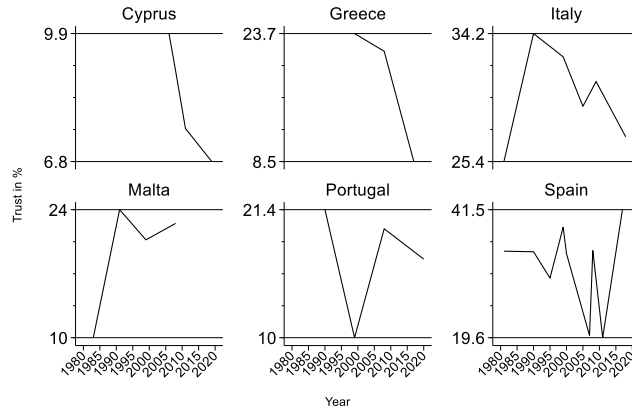 Cyprus Greece Italy
9.9 23.7 34.2
6.8 8.5 25.4
Trust in %
Malta Portugal Spain
24 21.4 41.5
10 10 19.6
1980 1985 1990 1995 2000 2005 2010 2015 2020 1980 1985 1990 1995 2000 2005 2010 2015 2020 1980 1985 1990 1995 2000 2005 2010 2015 2020
Year